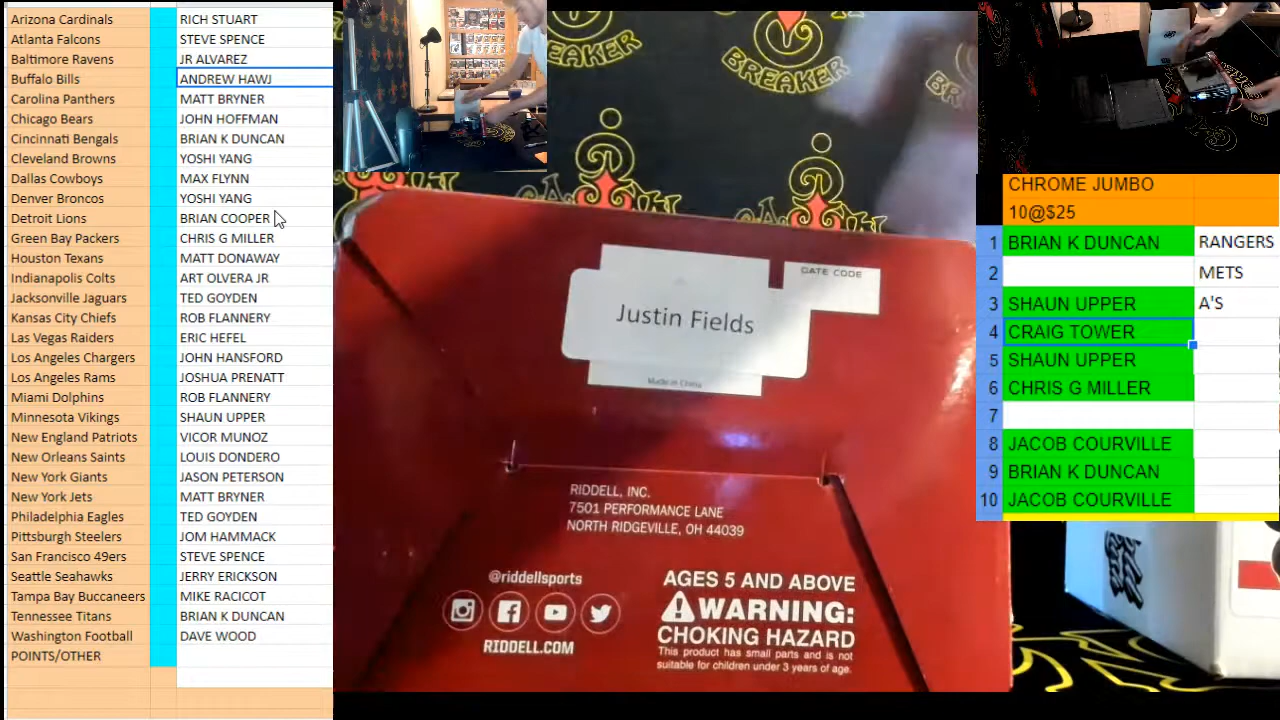 Arizona Cardinals RICH STUART
Atlanta Falcons STEVE SPENCE
Baltimore Ravens JR ALVAREZ
Buffalo Bills ANDREW HAWJ
Carolina Panthers MATT BRYNER
Chicago Bears JOHN HOFFMAN
Cincinnati Bengals BRIAN K DUNCAN
Cleveland Browns YOSHI YANG
Dallas Cowboys MAX FLYNN
Denver Broncos YOSHI YANG
Detroit Lions BRIAN COOPER
Green Bay Packers CHRIS G MILLER
Houston Texans MATT DONAWAY
Indianapolis Colts ART OLVERA JR
Jacksonville Jaguars TED GOYDEN
Kansas City Chiefs ROB FLANNERY
Las Vegas Raiders ERIC HEFEL
Los Angeles Chargers JOHN HANSFORD
Los Angeles Rams JOSHUA PRENATT
Miami Dolphins ROB FLANNERY
Minnesota Vikings SHAUN UPPER
New England Patriots VICOR MUNOZ
New Orleans Saints LOUIS DONDERO
New York Giants JASON PETERSON
New York Jets MATT BRYNER
Philadelphia Eagles TED GOYDEN
Pittsburgh Steelers JOM HAMMACK
San Francisco 49ers STEVE SPENCE
Seattle Seahawks JERRY ERICKSON
Tampa Bay Buccaneers MIKE RACICOT
Tennessee Titans BRIAN K DUNCAN
Washington Football DAVE WOOD
POINTS/OTHER
BREAKER
DATE CODE
Justin Fields
Made in China
RIDDELL, INC.
7501 PERFORMANCE LANE
NORTH RIDGEVILLE, OH 44039
@riddellsports
RIDDELL.COM
AGES 5 AND ABOVE
WARNING:
CHOKING HAZARD
This product has small parts and is not
suitable for children under 3 years of age.
CHROME JUMBO
10@$25
1 BRIAN K DUNCAN RANGERS
2 METS
3 SHAUN UPPER A'S
4 CRAIG TOWER
5 SHAUN UPPER
6 CHRIS G MILLER
7
8 JACOB COURVILLE
9 BRIAN K DUNCAN
10 JACOB COURVILLE